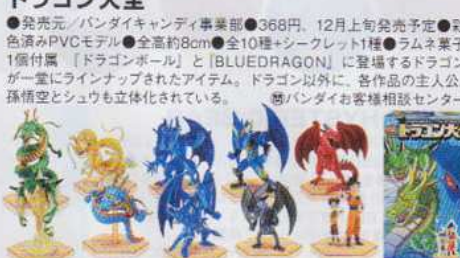 ドラゴン大全
●発売元／バンダイキャンディ事業部●368円、12月上旬発売予定●彩
色済みPVCモデル●全高約8cm●全10種+シークレット1種●ラムネ菓子
1個付属 『ドラゴンボール』と『BLUEDRAGON』に登場するドラゴン
が一堂にラインナップされたアイテム。ドラゴン以外に、各作品の主人公
孫悟空とシュウも立体化されている。 問バンダイお客様相談センター